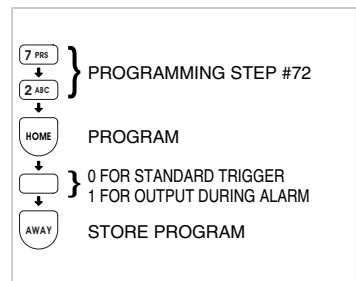 7 PRS
2 ABC
PROGRAMMING STEP #72
HOME
PROGRAM
0 FOR STANDARD TRIGGER
1 FOR OUTPUT DURING ALARM
AWAY
STORE PROGRAM